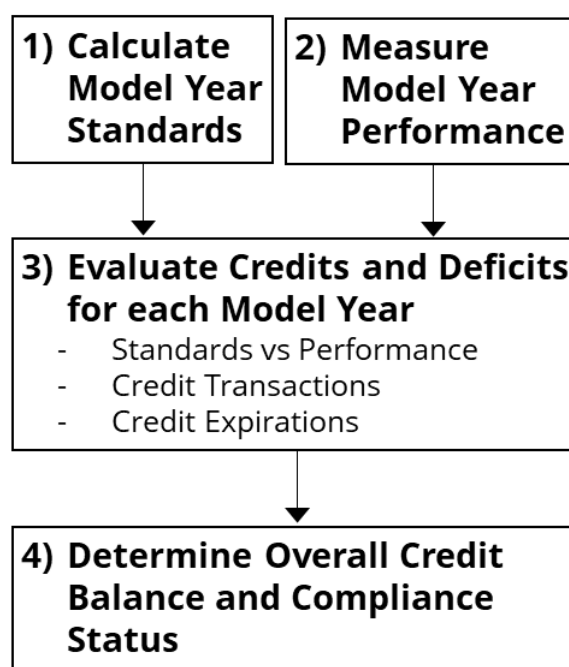 1) Calculate
Model Year
Standards
2) Measure
Model Year
Performance
3) Evaluate Credits and Deficits
for each Model Year
- Standards vs Performance
- Credit Transactions
- Credit Expirations
4) Determine Overall Credit
Balance and Compliance
Status